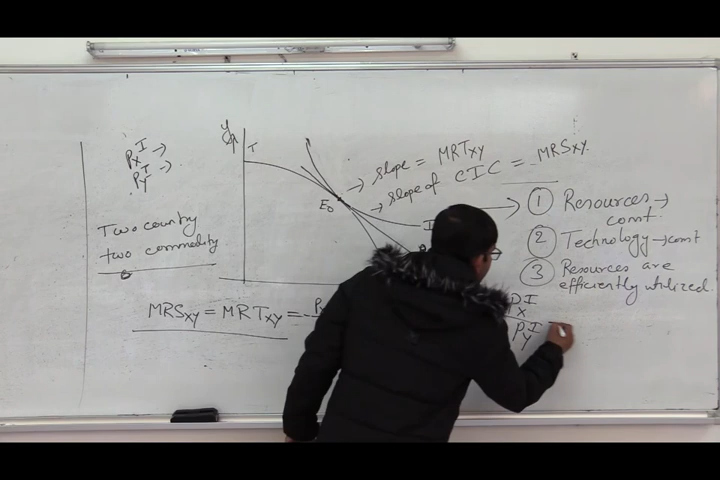 Px^I →
Py^I →
Two country
two commodity
y
T
E0
I
→ slope = MRTxy
→ slope of CIC = MRSxy.
① Resources →
const.
② Technology → const
③ Resources are
efficiently utilized.
MRSxy = MRTxy = -P
Px^I
Py^I